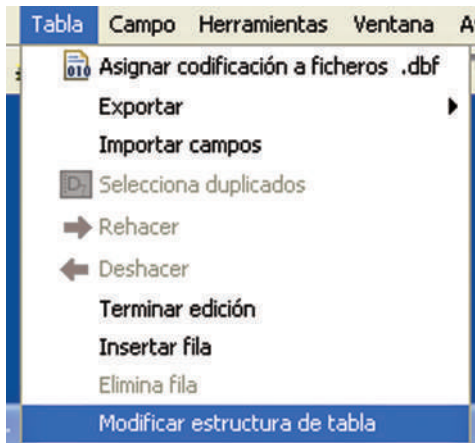 Tabla Campo Herramientas Ventana A
010 Asignar codificación a ficheros .dbf
Exportar
Importar campos
Selecciona duplicados
Rehacer
Deshacer
Terminar edición
Insertar fila
Elimina fila
Modificar estructura de tabla